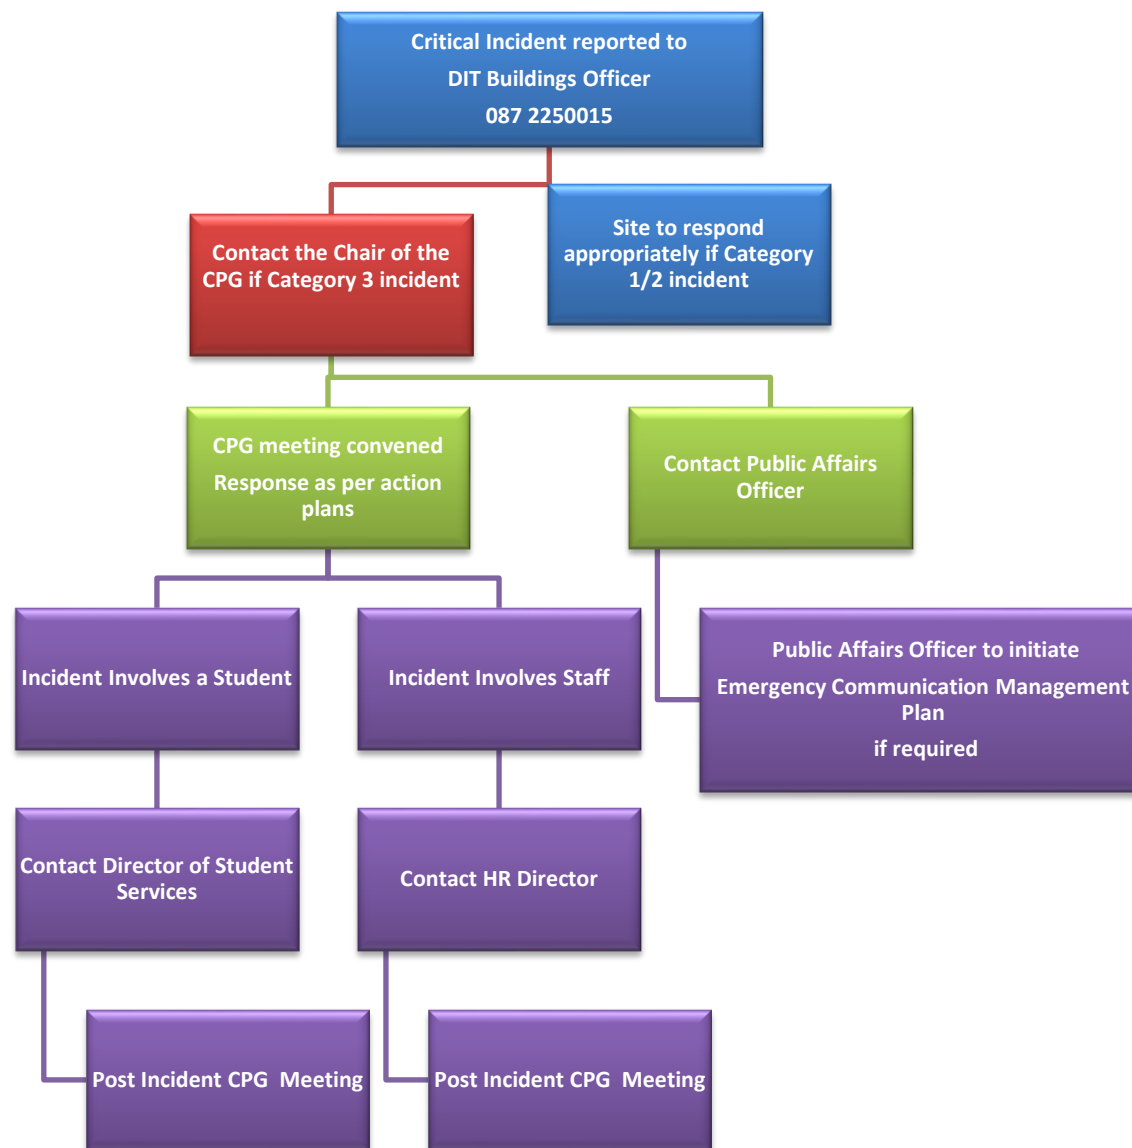 Critical Incident reported to
DIT Buildings Officer
087 2250015
Contact the Chair of the
CPG if Category 3 incident
Site to respond
appropriately if Category
1/2 incident
CPG meeting convened
Response as per action
plans
Contact Public Affairs
Officer
Incident Involves a Student
Incident Involves Staff
Public Affairs Officer to initiate
Emergency Communication Management
Plan
if required
Contact Director of Student
Services
Contact HR Director
Post Incident CPG  Meeting
Post Incident CPG  Meeting